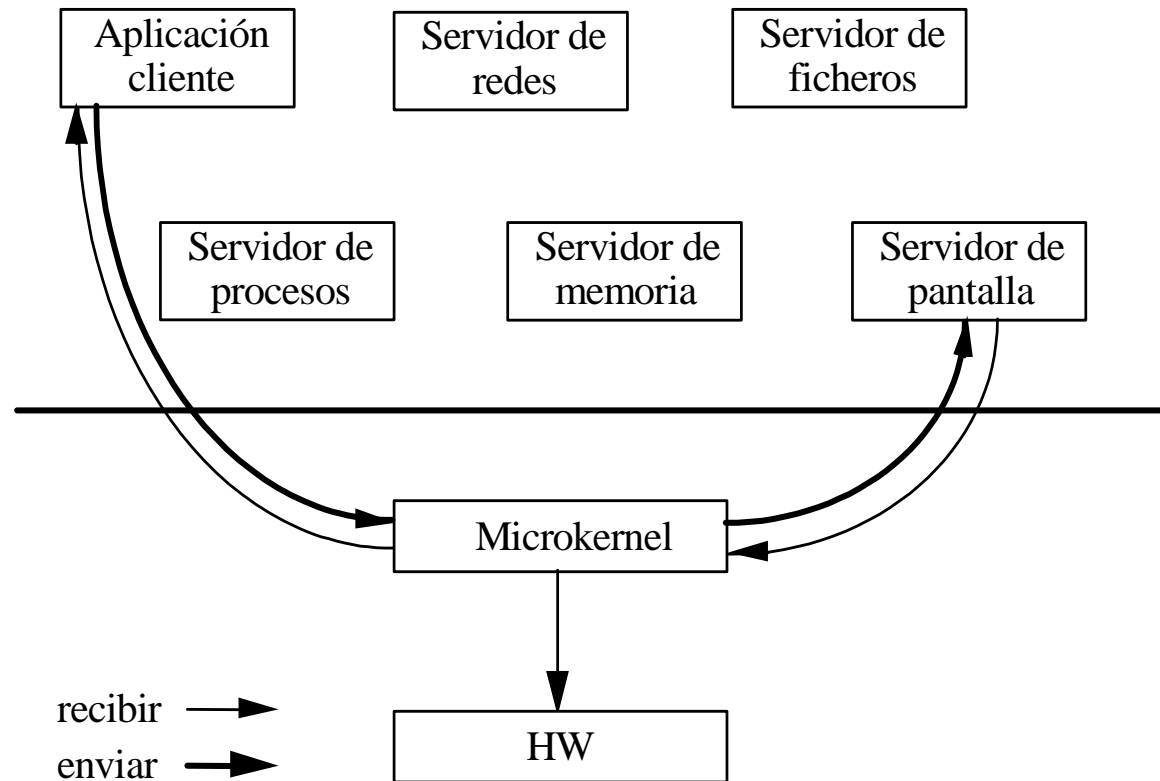 Aplicación
cliente
Servidor de
redes
Servidor de
ficheros
Servidor de
procesos
Servidor de
memoria
Servidor de
pantalla
Microkernel
HW
recibir
enviar